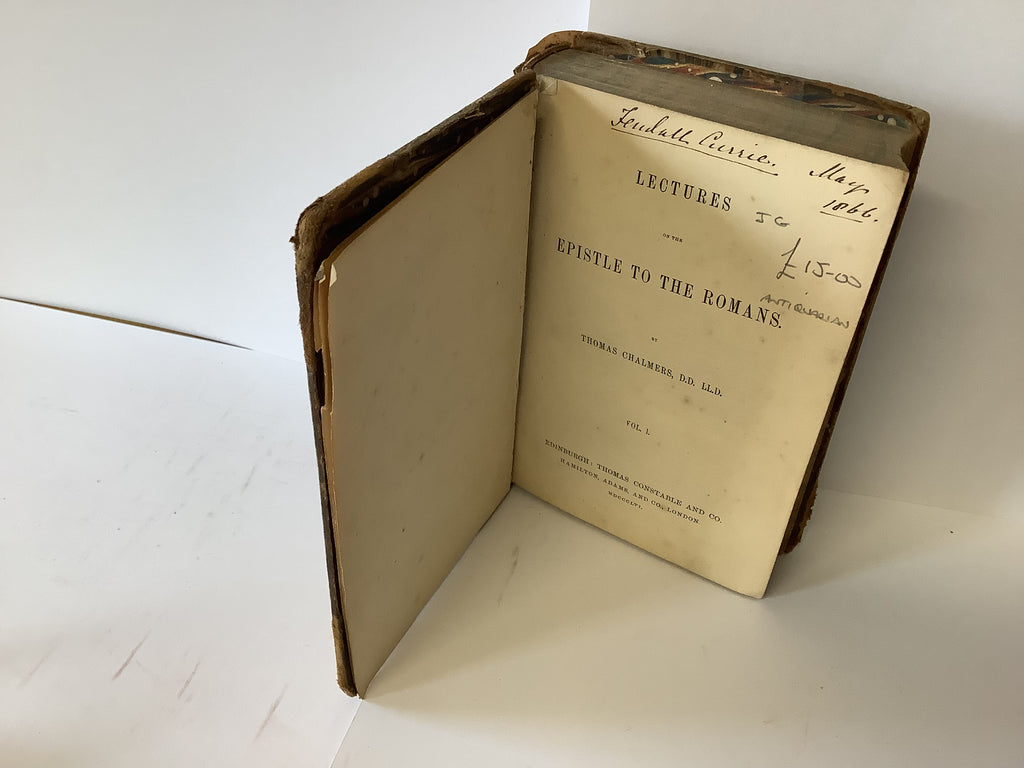 Fendall Currie.
May
1866.
LECTURES
JG
ON THE
£15-00
EPISTLE TO THE ROMANS.
ANTIQUARIAN
BY
THOMAS CHALMERS, D.D. LL.D.
VOL. I.
EDINBURGH: THOMAS CONSTABLE AND CO.
HAMILTON, ADAMS, AND CO., LONDON.
MDCCCLVI.